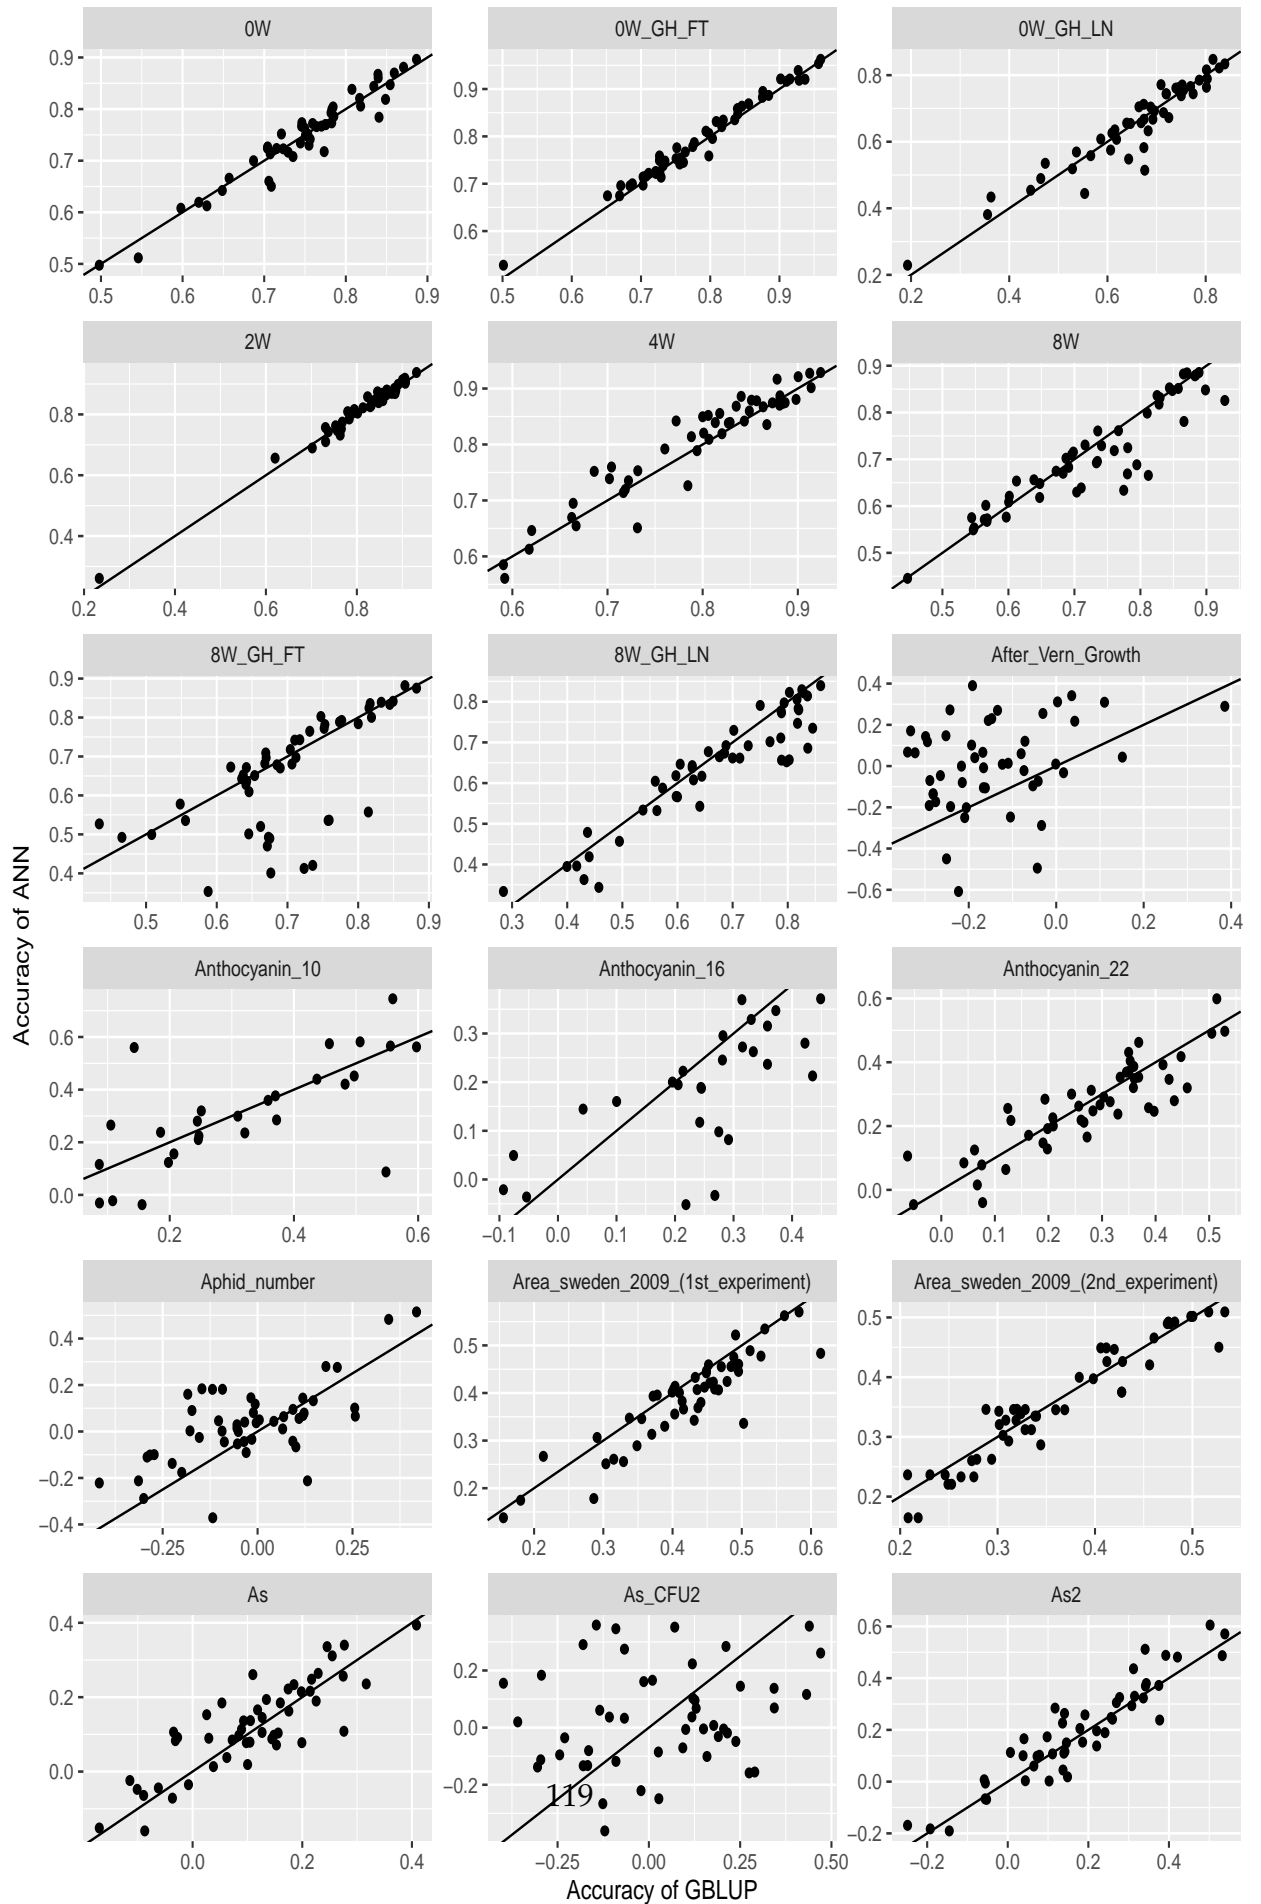 0W 0W_GH_FT 0W_GH_LN
0.9 0.8 0.7 0.6 0.5
0.9 0.8 0.7 0.6
0.8 0.6 0.4 0.2
0.5 0.6 0.7 0.8 0.9 0.5 0.6 0.7 0.8 0.9 0.2 0.4 0.6 0.8
2W 4W 8W
0.8 0.6 0.4
0.9 0.8 0.7 0.6
0.9 0.8 0.7 0.6 0.5
0.2 0.4 0.6 0.8 0.6 0.7 0.8 0.9 0.5 0.6 0.7 0.8 0.9
8W_GH_FT 8W_GH_LN After_Vern_Growth
0.9 0.8 0.7 0.6 0.5 0.4
0.8 0.7 0.6 0.5 0.4
0.4 0.2 0.0 −0.2 −0.4 −0.6
0.5 0.6 0.7 0.8 0.9 0.3 0.4 0.5 0.6 0.7 0.8 −0.2 0.0 0.2 0.4
Accuracy of ANN
Anthocyanin_10 Anthocyanin_16 Anthocyanin_22
0.6 0.4 0.2 0.0
0.3 0.2 0.1 0.0
0.6 0.4 0.2 0.0
0.2 0.4 0.6 −0.1 0.0 0.1 0.2 0.3 0.4 0.0 0.1 0.2 0.3 0.4 0.5
Aphid_number Area_sweden_2009_(1st_experiment) Area_sweden_2009_(2nd_experiment)
0.4 0.2 0.0 −0.2 −0.4
0.5 0.4 0.3 0.2
0.5 0.4 0.3 0.2
−0.25 0.00 0.25 0.2 0.3 0.4 0.5 0.6 0.2 0.3 0.4 0.5
As As_CFU2 As2
0.4 0.2 0.0
0.2 0.0 −0.2
0.6 0.4 0.2 0.0 −0.2
119
0.0 0.2 0.4 −0.25 0.00 0.25 0.50 −0.2 0.0 0.2 0.4
Accuracy of GBLUP